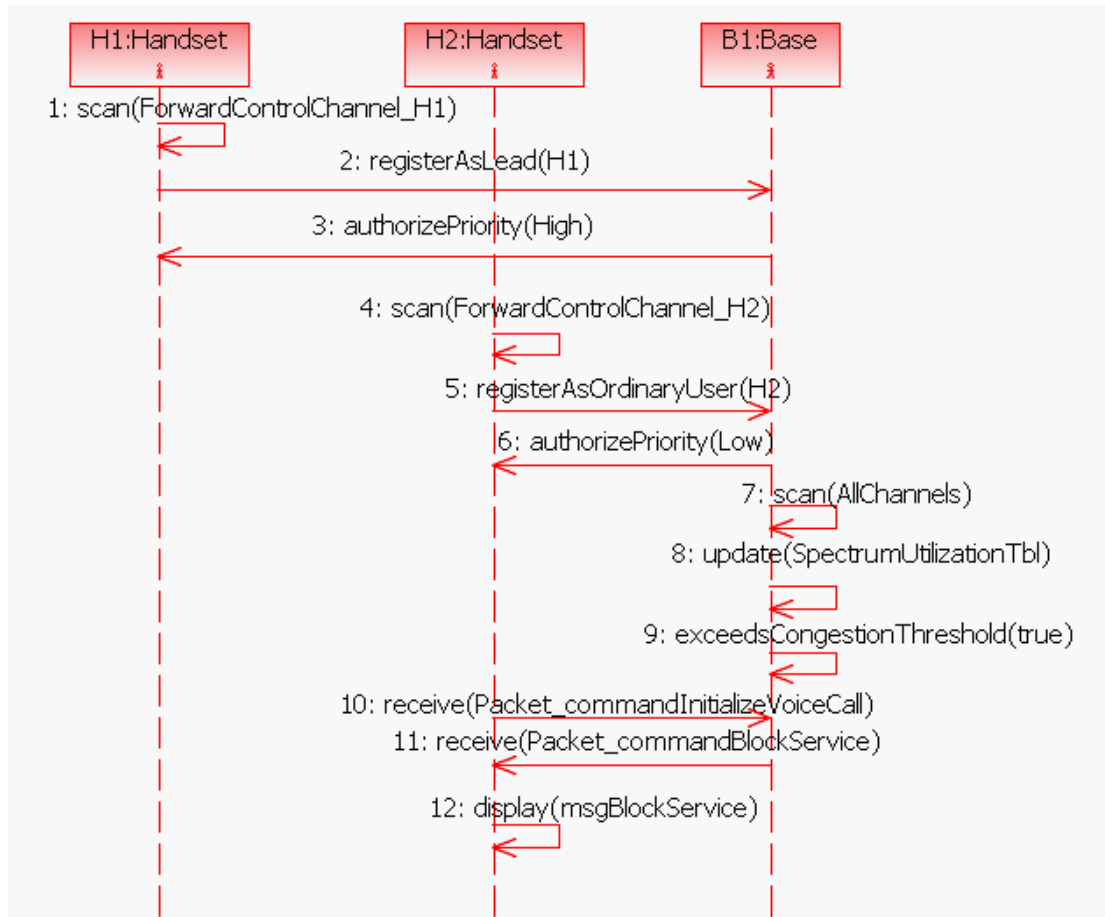 H1:Handset
H2:Handset
B1:Base
1: scan(ForwardControlChannel_H1)
2: registerAsLead(H1)
3: authorizePriority(High)
4: scan(ForwardControlChannel_H2)
5: registerAsOrdinaryUser(H2)
6: authorizePriority(Low)
7: scan(AllChannels)
8: update(SpectrumUtilizationTbl)
9: exceedsCongestionThreshold(true)
10: receive(Packet_commandInitializeVoiceCall)
11: receive(Packet_commandBlockService)
12: display(msgBlockService)